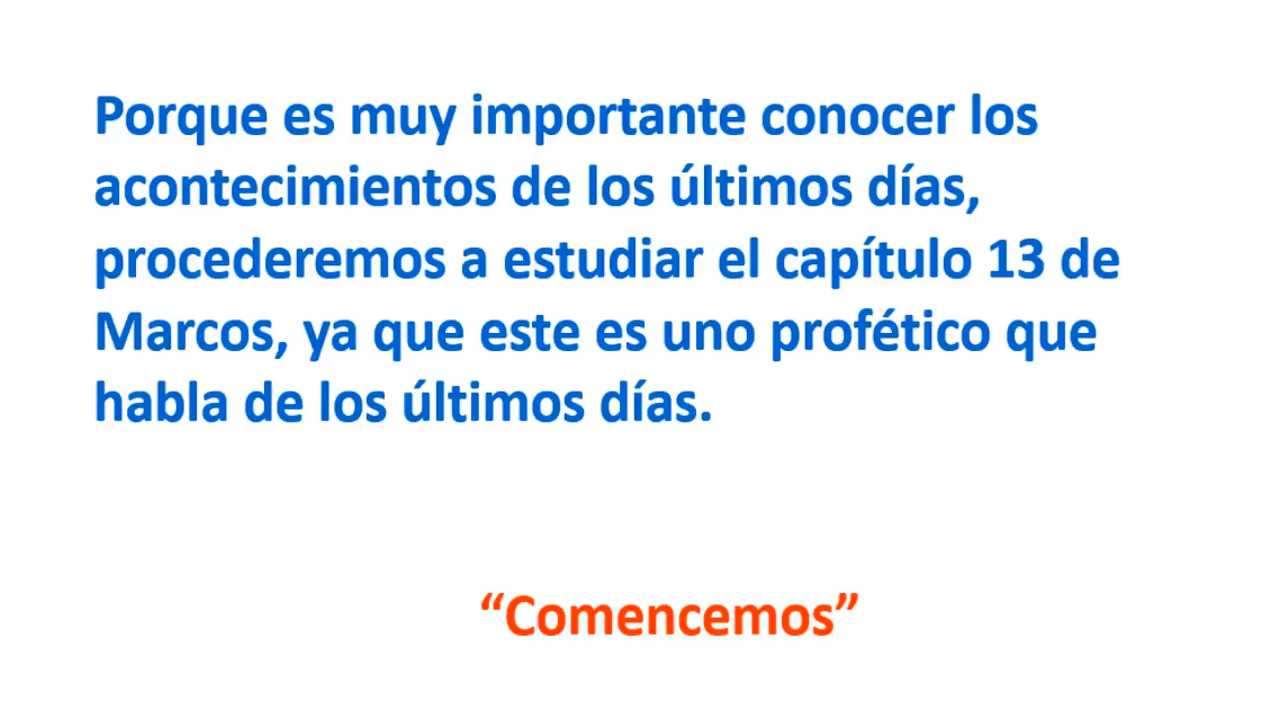 Porque es muy importante conocer los
acontecimientos de los últimos días,
procederemos a estudiar el capítulo 13 de
Marcos, ya que este es uno profético que
habla de los últimos días.
“Comencemos”